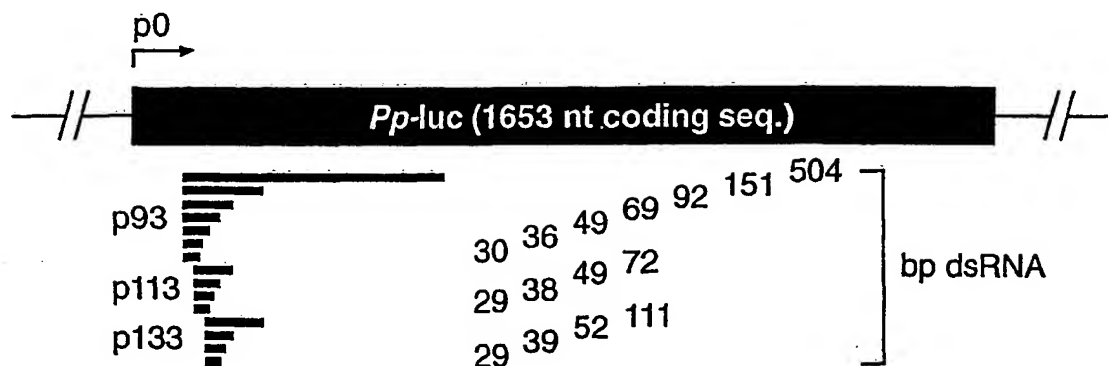 p0
Pp-luc (1653 nt coding seq.)
p93
30 36 49 69 92 151 504
p113
29 38 49 72
p133
29 39 52 111
bp dsRNA